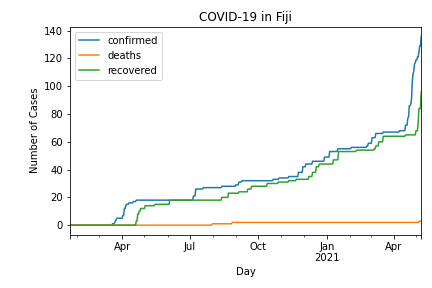 COVID-19 in Fiji
confirmed
deaths
recovered
Number of Cases
140
120
100
80
60
40
20
0
Apr
Jul
Oct
Jan
2021
Apr
Day